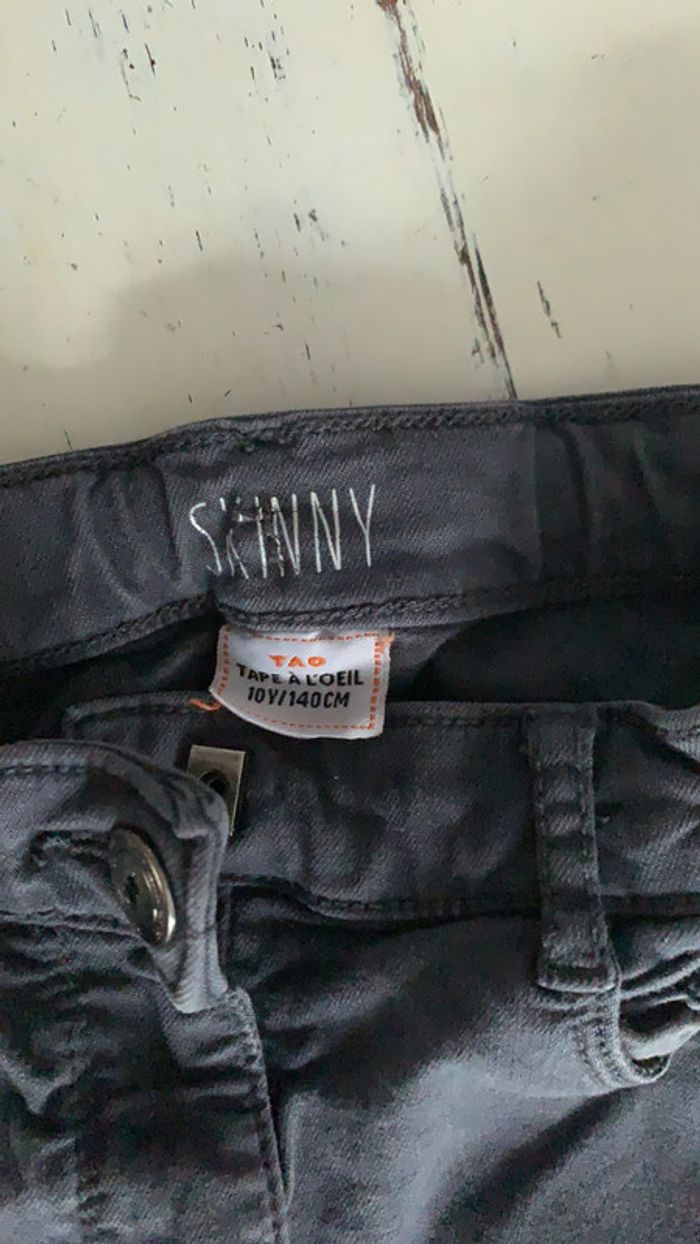 SKINNY
TAO
TAPE À L'OEIL
10Y/140CM